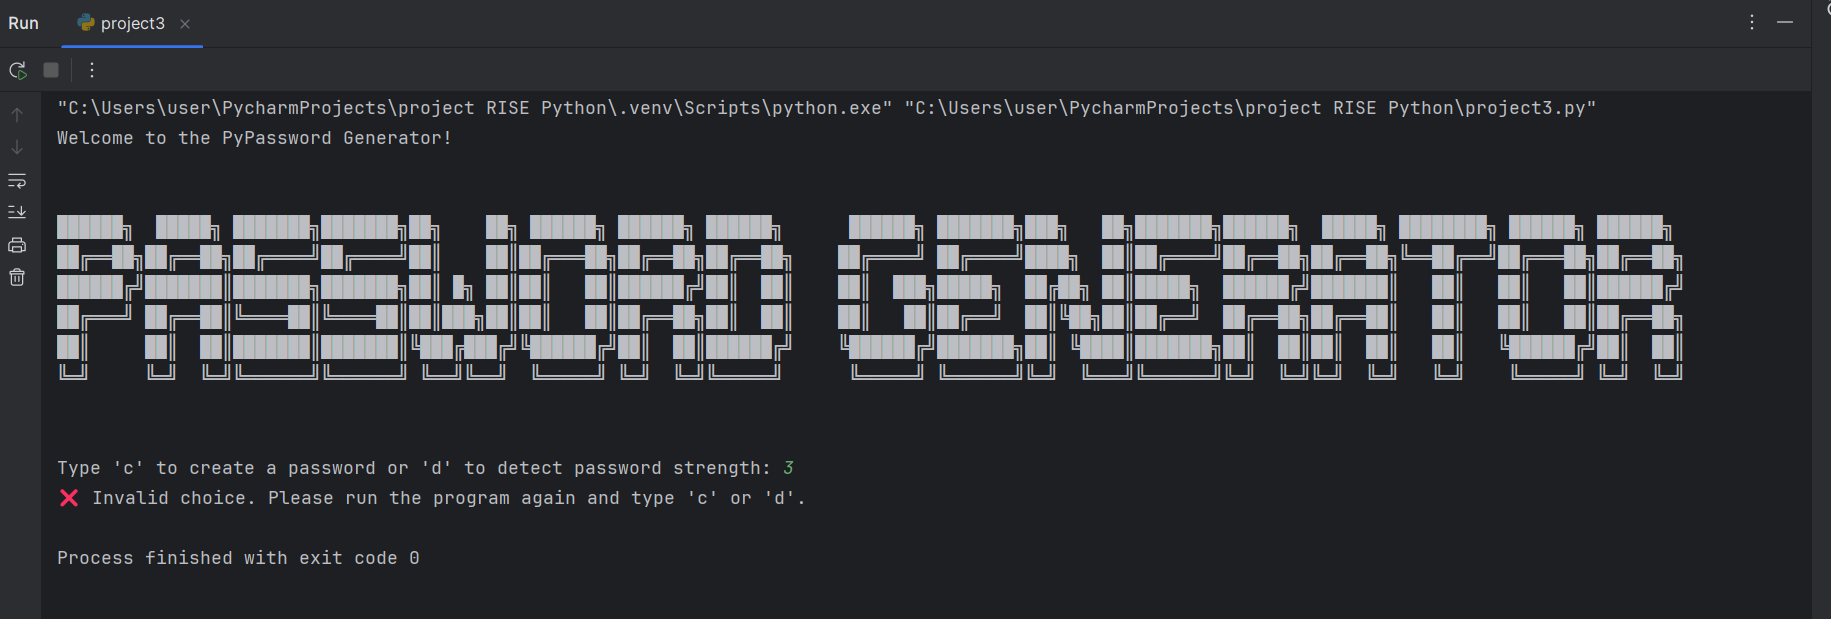 Run
project3
"C:\Users\user\PycharmProjects\project RISE Python\.venv\Scripts\python.exe" "C:\Users\user\PycharmProjects\project RISE Python\project3.py"
Welcome to the PyPassword Generator!
PASSWORD GENERATOR
Type 'c' to create a password or 'd' to detect password strength: 3
❌ Invalid choice. Please run the program again and type 'c' or 'd'.
Process finished with exit code 0